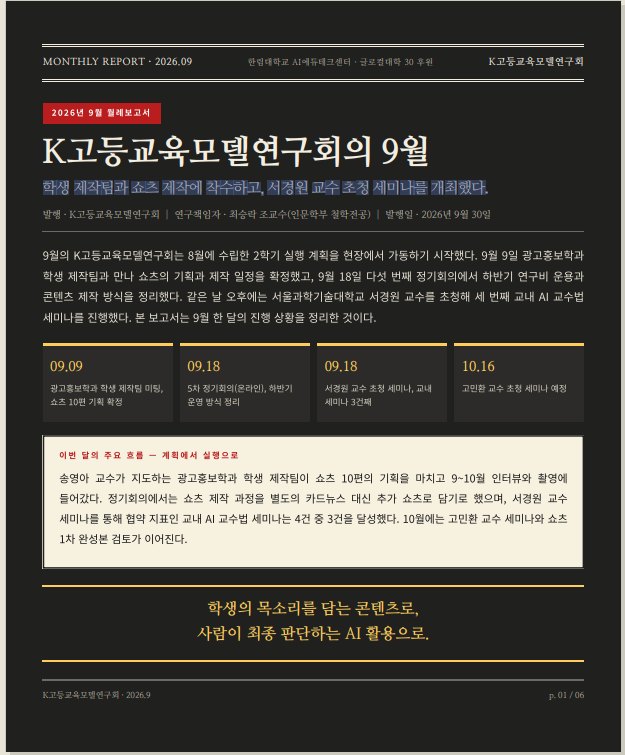 MONTHLY REPORT · 2026.09
한림대학교 AI에듀테크센터 · 글로컬대학 30 후원
K고등교육모델연구회
2026년 9월 월례보고서
K고등교육모델연구회의 9월
학생 제작팀과 쇼츠 제작에 착수하고, 서경원 교수 초청 세미나를 개최했다.
발행 · K고등교육모델연구회 | 연구책임자 · 최승락 조교수(인문학부 철학전공) | 발행일 · 2026년 9월 30일
9월의 K고등교육모델연구회는 8월에 수립한 2학기 실행 계획을 현장에서 가동하기 시작했다. 9월 9일 광고홍보학과
학생 제작팀과 만나 쇼츠의 기획과 제작 일정을 확정했고, 9월 18일 다섯 번째 정기회의에서 하반기 연구비 운용과
콘텐츠 제작 방식을 정리했다. 같은 날 오후에는 서울과학기술대학교 서경원 교수를 초청해 세 번째 교내 AI 교수법
세미나를 진행했다. 본 보고서는 9월 한 달의 진행 상황을 정리한 것이다.
09.09
광고홍보학과 학생 제작팀 미팅,
쇼츠 10편 기획 확정
09.18
5차 정기회의(온라인), 하반기
운영 방식 정리
09.18
서경원 교수 초청 세미나, 교내
세미나 3건째
10.16
고민환 교수 초청 세미나 예정
이번 달의 주요 흐름 — 계획에서 실행으로
송영아 교수가 지도하는 광고홍보학과 학생 제작팀이 쇼츠 10편의 기획을 마치고 9~10월 인터뷰와 촬영에
들어갔다. 정기회의에서는 쇼츠 제작 과정을 별도의 카드뉴스 대신 추가 쇼츠로 담기로 했으며, 서경원 교수
세미나를 통해 협약 지표인 교내 AI 교수법 세미나는 4건 중 3건을 달성했다. 10월에는 고민환 교수 세미나와 쇼츠
1차 완성본 검토가 이어진다.
학생의 목소리를 담는 콘텐츠로,
사람이 최종 판단하는 AI 활용으로.
K고등교육모델연구회 · 2026.9
p. 01 / 06